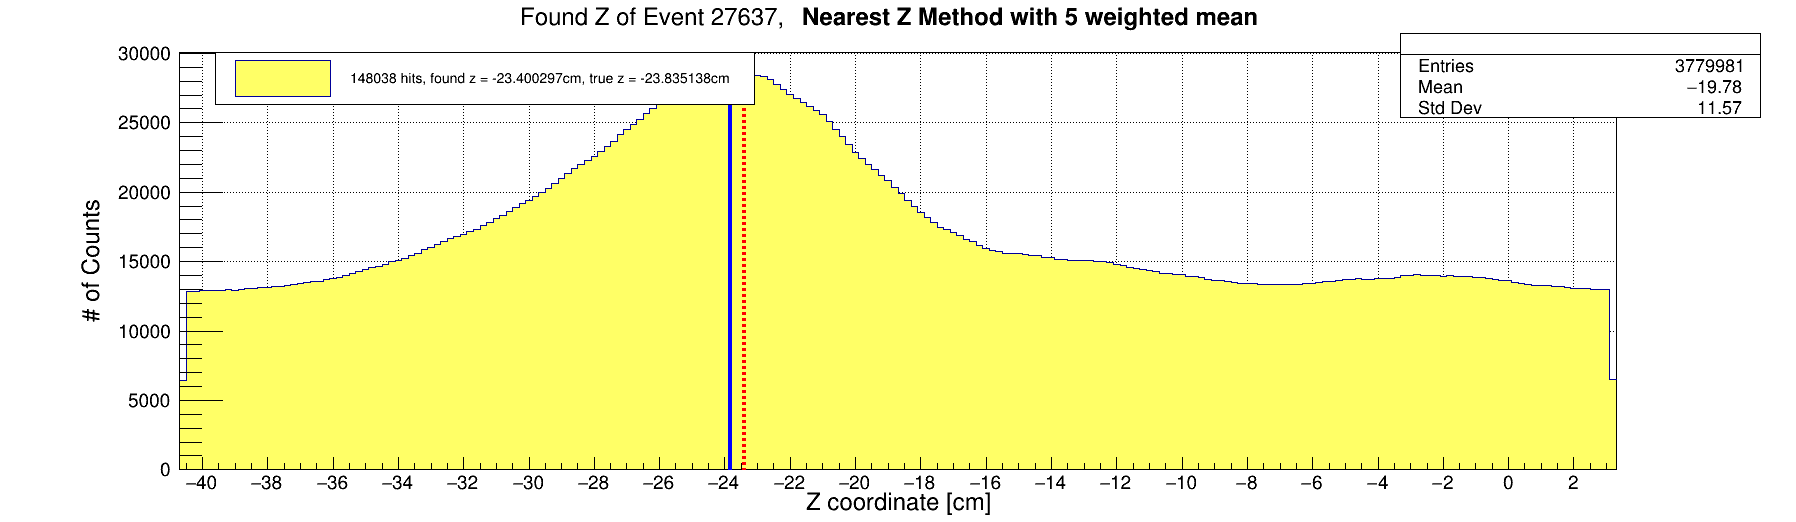 Found Z of Event 27637, Nearest Z Method with 5 weighted mean
148038 hits, found z = -23.400297cm, true z = -23.835138cm
Entries 3779981
Mean −19.78
Std Dev 11.57
# of Counts
30000
25000
20000
15000
10000
5000
0
−40 −38 −36 −34 −32 −30 −28 −26 −24 −22 −20 −18 −16 −14 −12 −10 −8 −6 −4 −2 0 2
Z coordinate [cm]